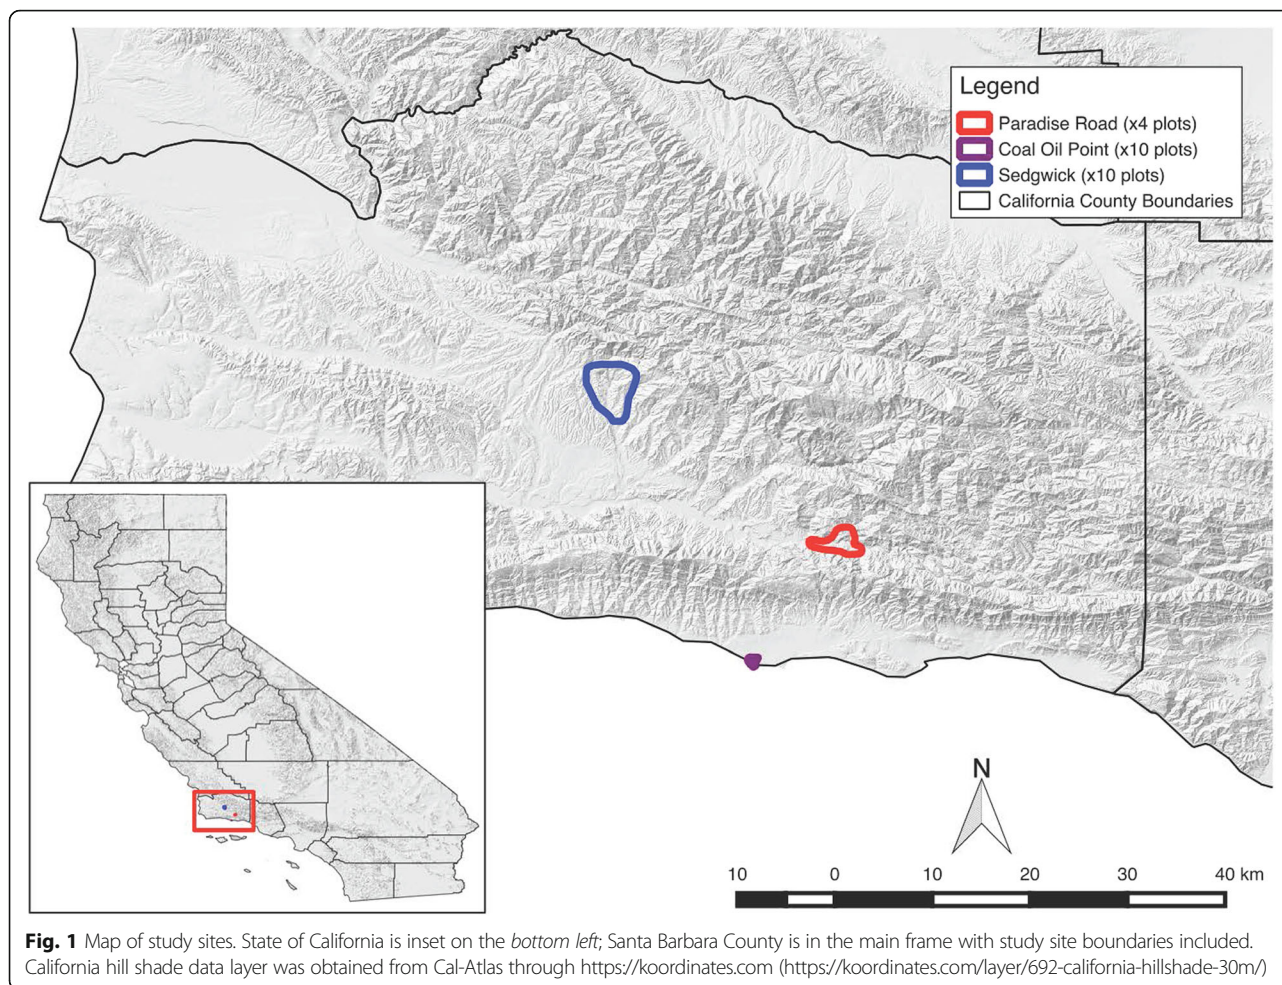 Legend
Paradise Road (x4 plots)
Coal Oil Point (x10 plots)
Sedgwick (x10 plots)
California County Boundaries
N
10 0 10 20 30 40 km
Fig. 1 Map of study sites. State of California is inset on the bottom left; Santa Barbara County is in the main frame with study site boundaries included.
California hill shade data layer was obtained from Cal-Atlas through https://koordinates.com (https://koordinates.com/layer/692-california-hillshade-30m/)